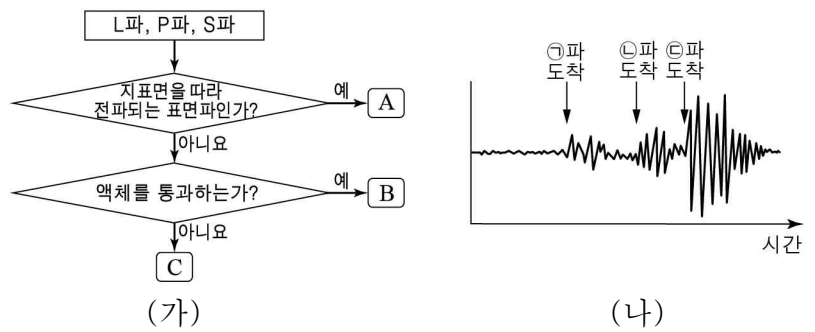 L파, P파, S파
지표면을 따라
전파되는 표면파인가?
예
A
아니요
액체를 통과하는가?
예
B
아니요
C
(가)
㉠파
도착
㉡파
도착
㉢파
도착
시간
(나)